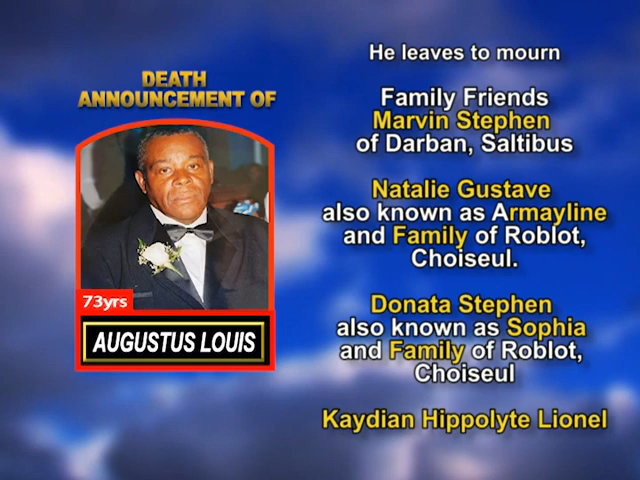 DEATH
ANNOUNCEMENT OF
73yrs
AUGUSTUS LOUIS
He leaves to mourn
Family Friends
Marvin Stephen
of Darban, Saltibus
Natalie Gustave
also known as Armayline
and Family of Roblot,
Choiseul.
Donata Stephen
also known as Sophia
and Family of Roblot,
Choiseul
Kaydian Hippolyte Lionel